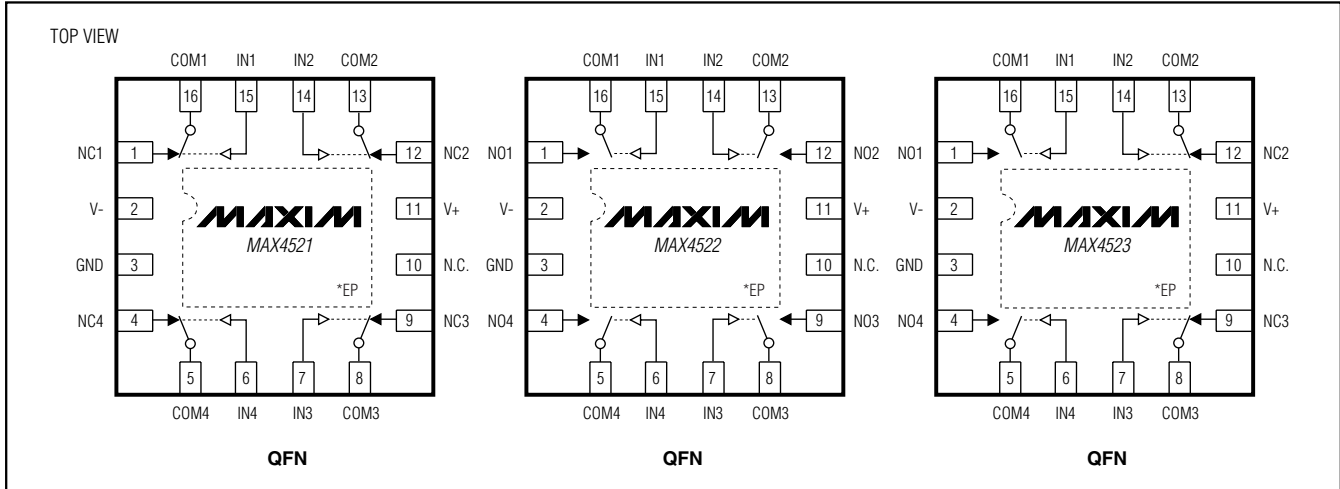 TOP VIEW
COM1 IN1 IN2 COM2
16 15 14 13
NC1 1 12 NC2
V- 2 11 V+
MAXIM
MAX4521
GND 3 10 N.C.
*EP
NC4 4 9 NC3
5 6 7 8
COM4 IN4 IN3 COM3
QFN
COM1 IN1 IN2 COM2
16 15 14 13
NO1 1 12 NO2
V- 2 11 V+
MAXIM
MAX4522
GND 3 10 N.C.
*EP
NO4 4 9 NO3
5 6 7 8
COM4 IN4 IN3 COM3
QFN
COM1 IN1 IN2 COM2
16 15 14 13
NO1 1 12 NC2
V- 2 11 V+
MAXIM
MAX4523
GND 3 10 N.C.
*EP
NO4 4 9 NC3
5 6 7 8
COM4 IN4 IN3 COM3
QFN